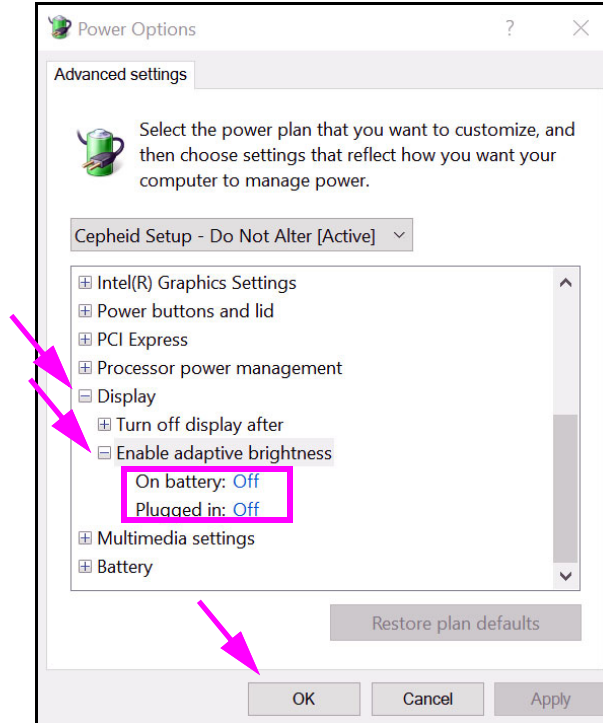 Power Options
Advanced settings
Select the power plan that you want to customize, and
then choose settings that reflect how you want your
computer to manage power.
Cepheid Setup - Do Not Alter [Active]
Intel(R) Graphics Settings
Power buttons and lid
PCI Express
Processor power management
Display
Turn off display after
Enable adaptive brightness
On battery: Off
Plugged in: Off
Multimedia settings
Battery
Restore plan defaults
OK Cancel Apply